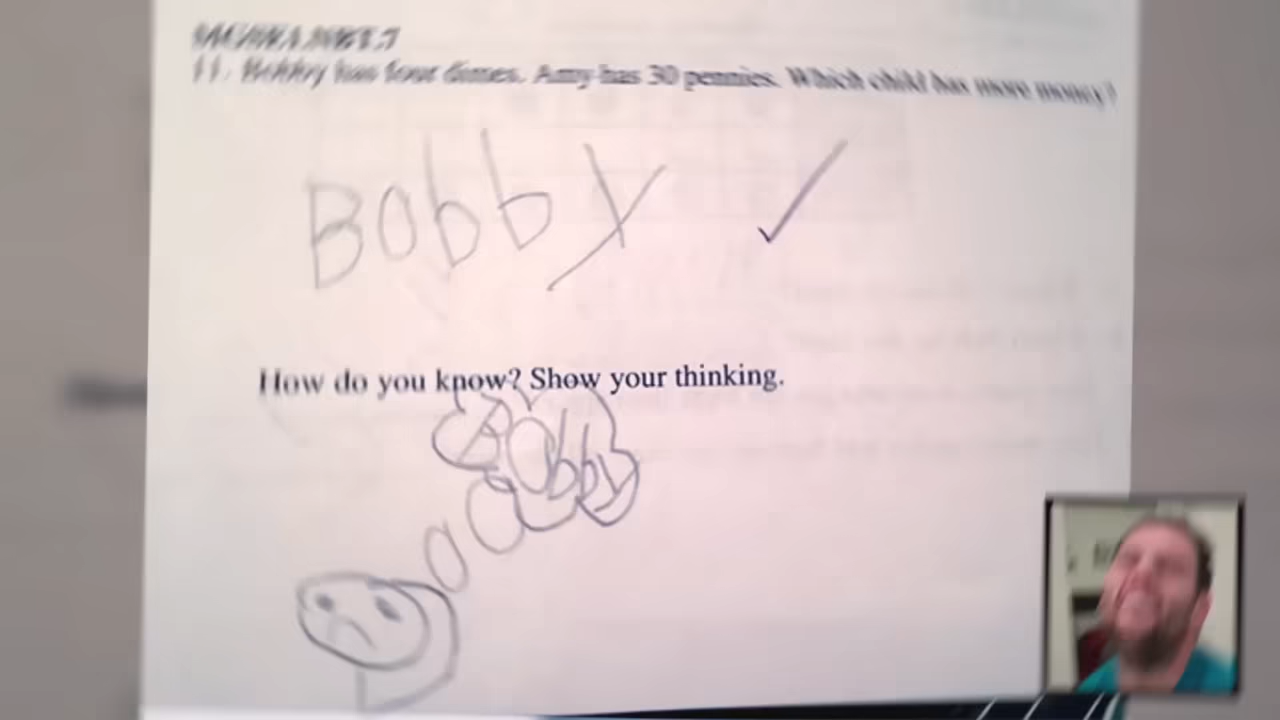 11. Bobby has four dimes. Amy has 30 pennies. Which child has more money?
Bobby
How do you know? Show your thinking.
Bobby